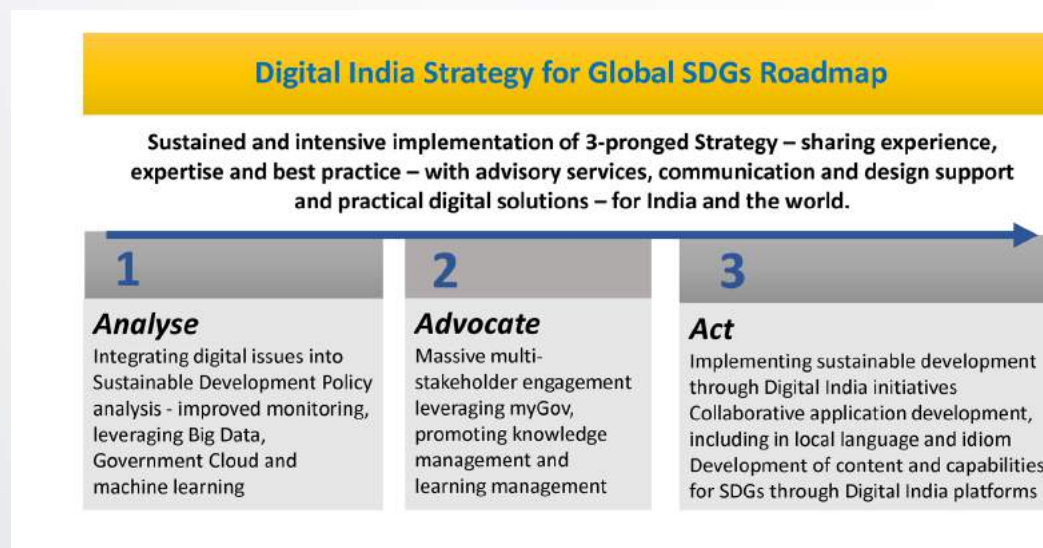 Digital India Strategy for Global SDGs Roadmap
Sustained and intensive implementation of 3-pronged Strategy – sharing experience,
expertise and best practice – with advisory services, communication and design support
and practical digital solutions – for India and the world.
1
Analyse
Integrating digital issues into
Sustainable Development Policy
analysis - improved monitoring,
leveraging Big Data,
Government Cloud and
machine learning
2
Advocate
Massive multi-
stakeholder engagement
leveraging myGov,
promoting knowledge
management and
learning management
3
Act
Implementing sustainable development
through Digital India initiatives
Collaborative application development,
including in local language and idiom
Development of content and capabilities
for SDGs through Digital India platforms